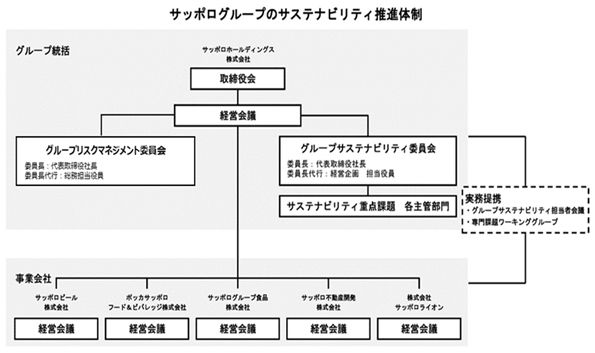 サッポログループのサステナビリティ推進体制
グループ統括
サッポロホールディングス
株式会社
取締役会
経営会議
グループリスクマネジメント委員会
委員長：代表取締役社長
委員長代行：総務担当役員
グループサステナビリティ委員会
委員長：代表取締役社長
委員長代行：経営企画　担当役員
サステナビリティ重点課題　各主管部門
実務提携
・グループサステナビリティ担当者会議
・専門課題ワーキンググループ
事業会社
サッポロビール
株式会社
経営会議
ポッカサッポロ
フード＆ビバレッジ株式会社
経営会議
サッポログループ食品
株式会社
経営会議
サッポロ不動産開発
株式会社
経営会議
株式会社
サッポロライオン
経営会議